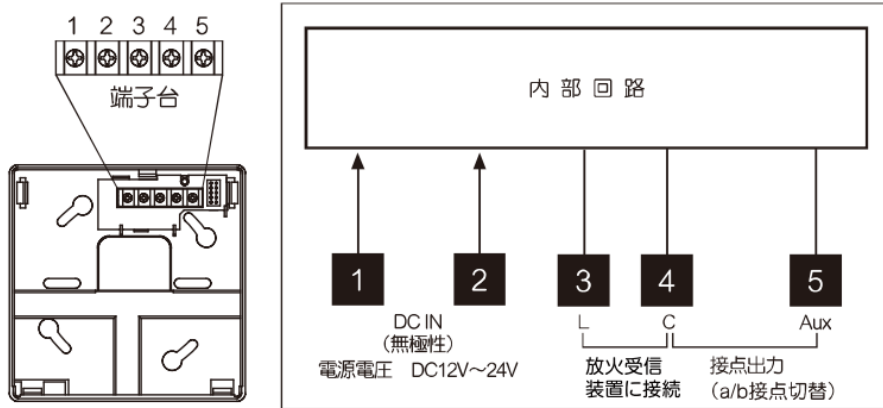 1 2 3 4 5
端子台
内部回路
1 2 3 4 5
L C Aux
DC IN
(無極性)
電源電圧 DC12V～24V
放火受信
装置に接続
接点出力
(a/b接点切替)